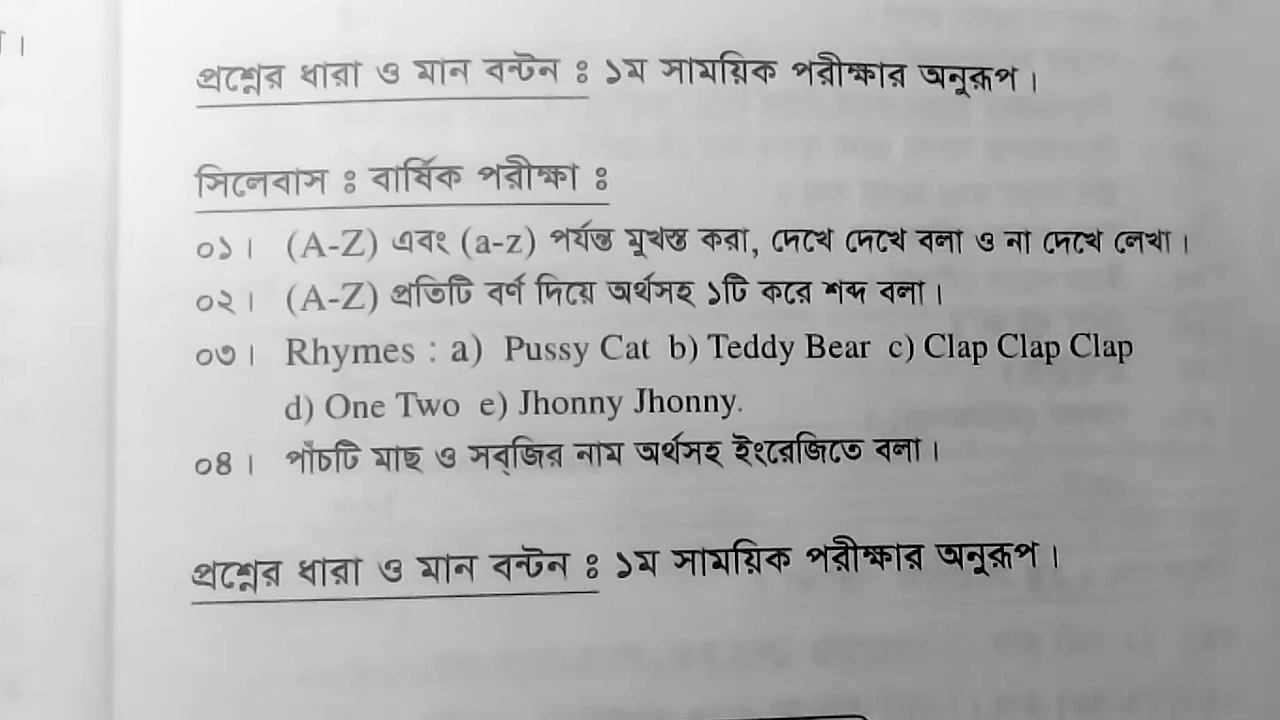 প্রশ্নের ধারা ও মান বন্টন ঃ ১ম সাময়িক পরীক্ষার অনুরূপ।
সিলেবাস ঃ বার্ষিক পরীক্ষা ঃ
০১। (A-Z) এবং (a-z) পর্যন্ত মূখস্ত করা, দেখে দেখে বলা ও না দেখে লেখা।
০২। (A-Z) প্রতিটি বর্ণ দিয়ে অর্থসহ ১টি করে শব্দ বলা।
০৩। Rhymes : a) Pussy Cat b) Teddy Bear c) Clap Clap Clap
d) One Two e) Jhonny Jhonny.
০৪। পাঁচটি মাছ ও সব্জির নাম অর্থসহ ইংরেজিতে বলা।
প্রশ্নের ধারা ও মান বন্টন ঃ ১ম সাময়িক পরীক্ষার অনুরূপ।